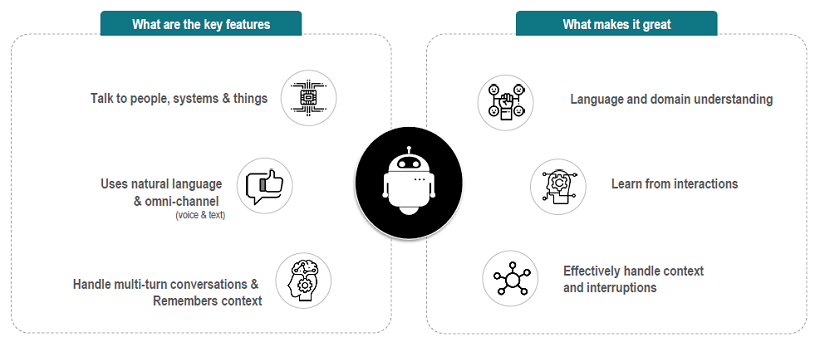 What are the key features
Talk to people, systems & things
Uses natural language
& omni-channel
(voice & text)
Handle multi-turn conversations &
Remembers context
What makes it great
Language and domain understanding
Learn from interactions
Effectively handle context
and interruptions